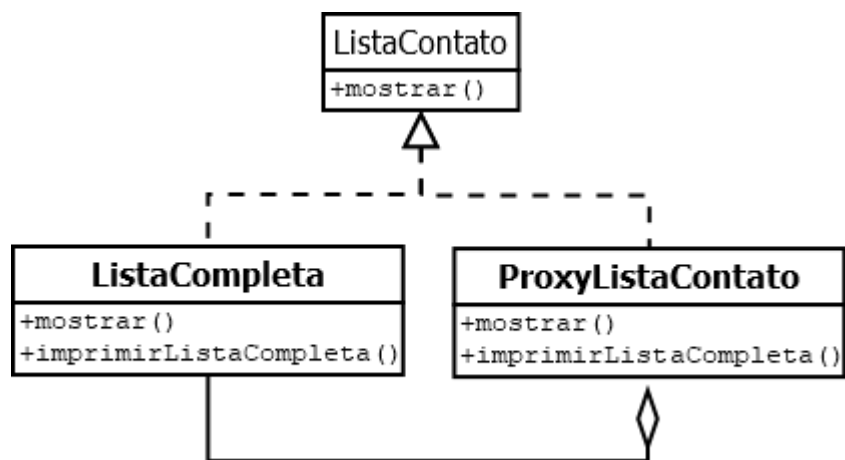 ListaContato
+mostrar()
ListaCompleta
+mostrar()
+imprimirListaCompleta()
ProxyListaContato
+mostrar()
+imprimirListaCompleta()